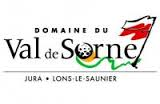 DOMAINE DU
Val de Sorne
JURA - LONS-LE-SAUNIER